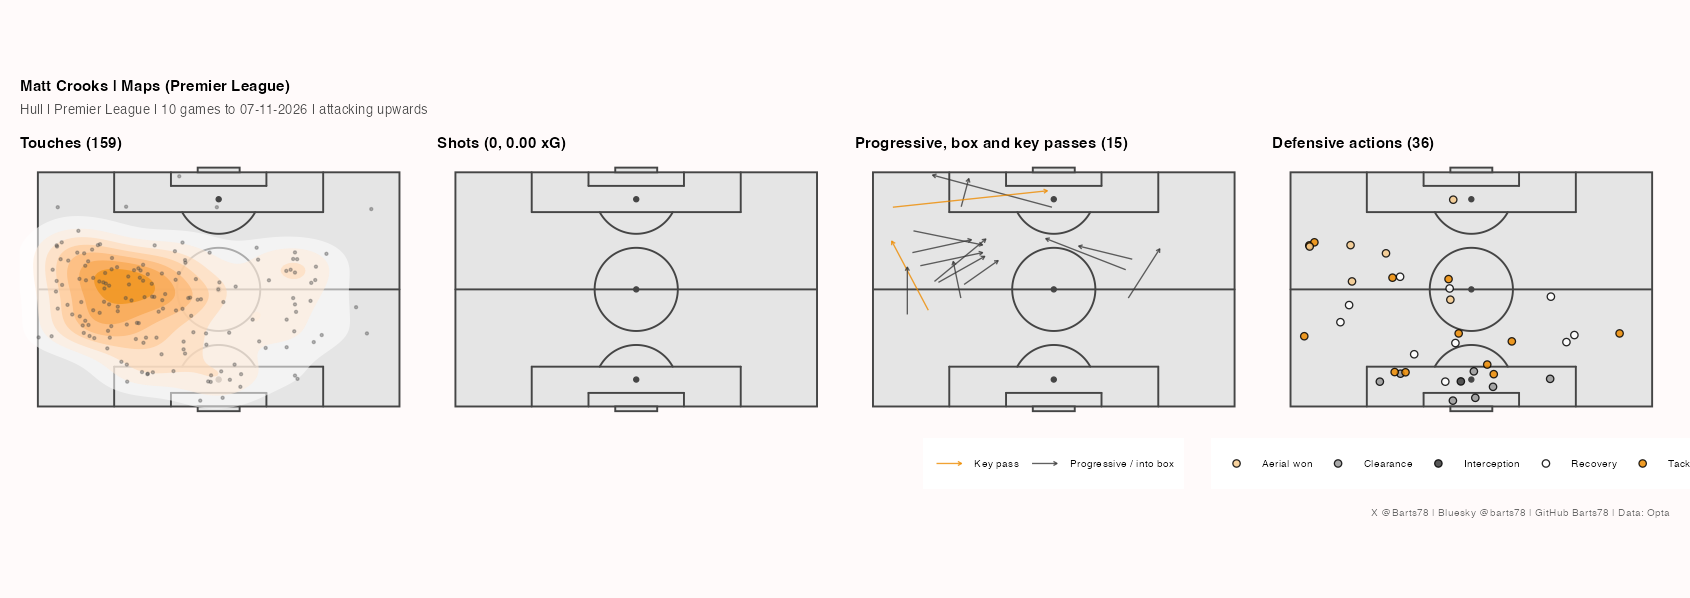 Matt Crooks | Maps (Premier League)
Hull | Premier League | 10 games to 07-11-2026 | attacking upwards
Touches (159)
Shots (0, 0.00 xG)
Progressive, box and key passes (15)
Defensive actions (36)
Key pass
Progressive / into box
Aerial won
Clearance
Interception
Recovery
Tack
X @Barts78 | Bluesky @barts78 | GitHub Barts78 | Data: Opta